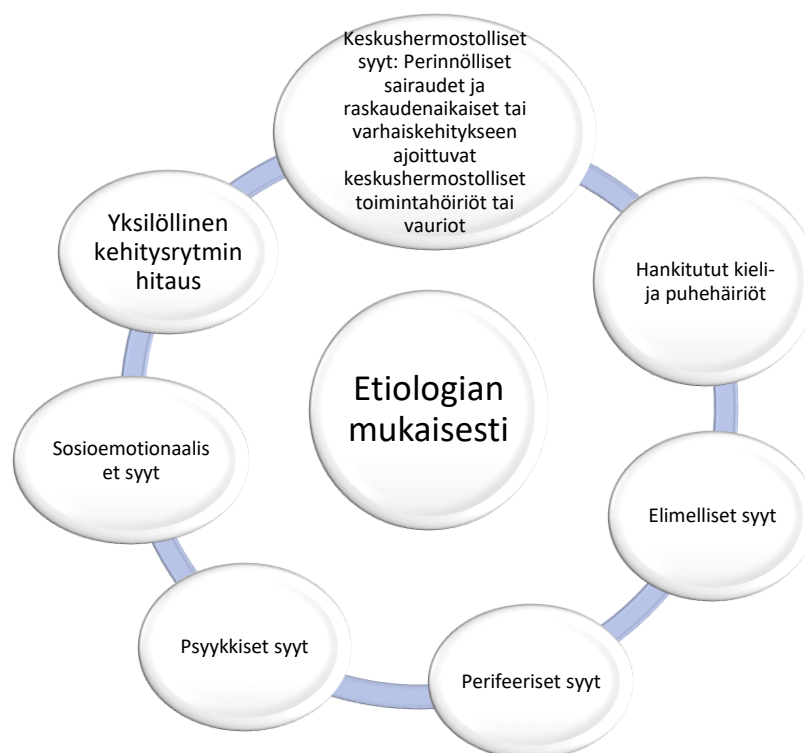 Keskushermostolliset
syyt: Perinnölliset
sairaudet ja
raskaudenaikaiset tai
varhaiskehitykseen
ajoittuvat
keskushermostolliset
toimintahöiriöt tai
vauriot
Hankitutut kieli-
ja puhehäiriöt
Elimelliset syyt
Perifeeriset syyt
Psyykkiset syyt
Sosioemotionaalis
et syyt
Yksilöllinen
kehitysrytmin
hitaus
Etiologian
mukaisesti